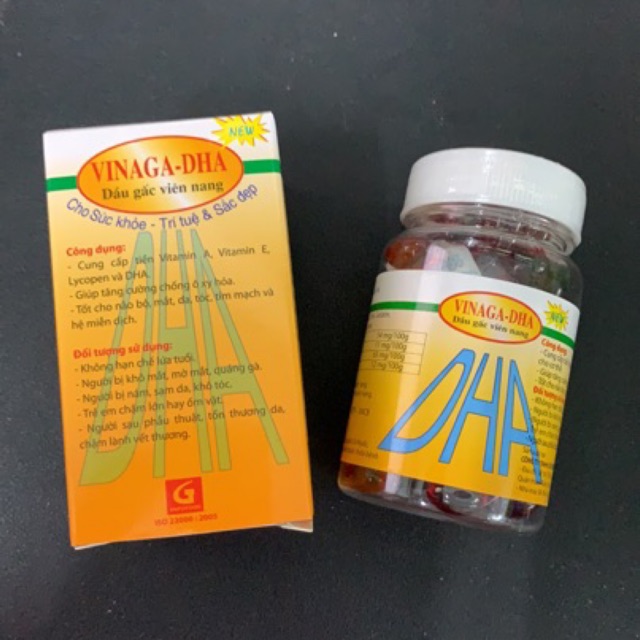 NEW
VINAGA-DHA
Dầu gấc viên nang
Cho Sức khỏe - Trí tuệ & Sắc đẹp
Công dụng:
- Cung cấp tiền Vitamin A, Vitamin E,
Lycopen và DHA.
- Giúp tăng cường chống ô xy hóa.
- Tốt cho não bộ, mắt, da, tóc, tim mạch và
hệ miễn dịch.
Đối tượng sử dụng:
- Không hạn chế lứa tuổi.
- Người bị khô mắt, mờ mắt, quáng gà.
- Người bị nám, sạm da, khô tóc.
- Trẻ em chậm lớn hay ốm vặt.
- Người sau phẫu thuật, tổn thương da,
chậm lành vết thương.
DHA
G
ISO 22000 : 2005
VINAGA-DHA
Dầu gấc viên nang
NEW
DHA
Công dụng:
Đối tượng